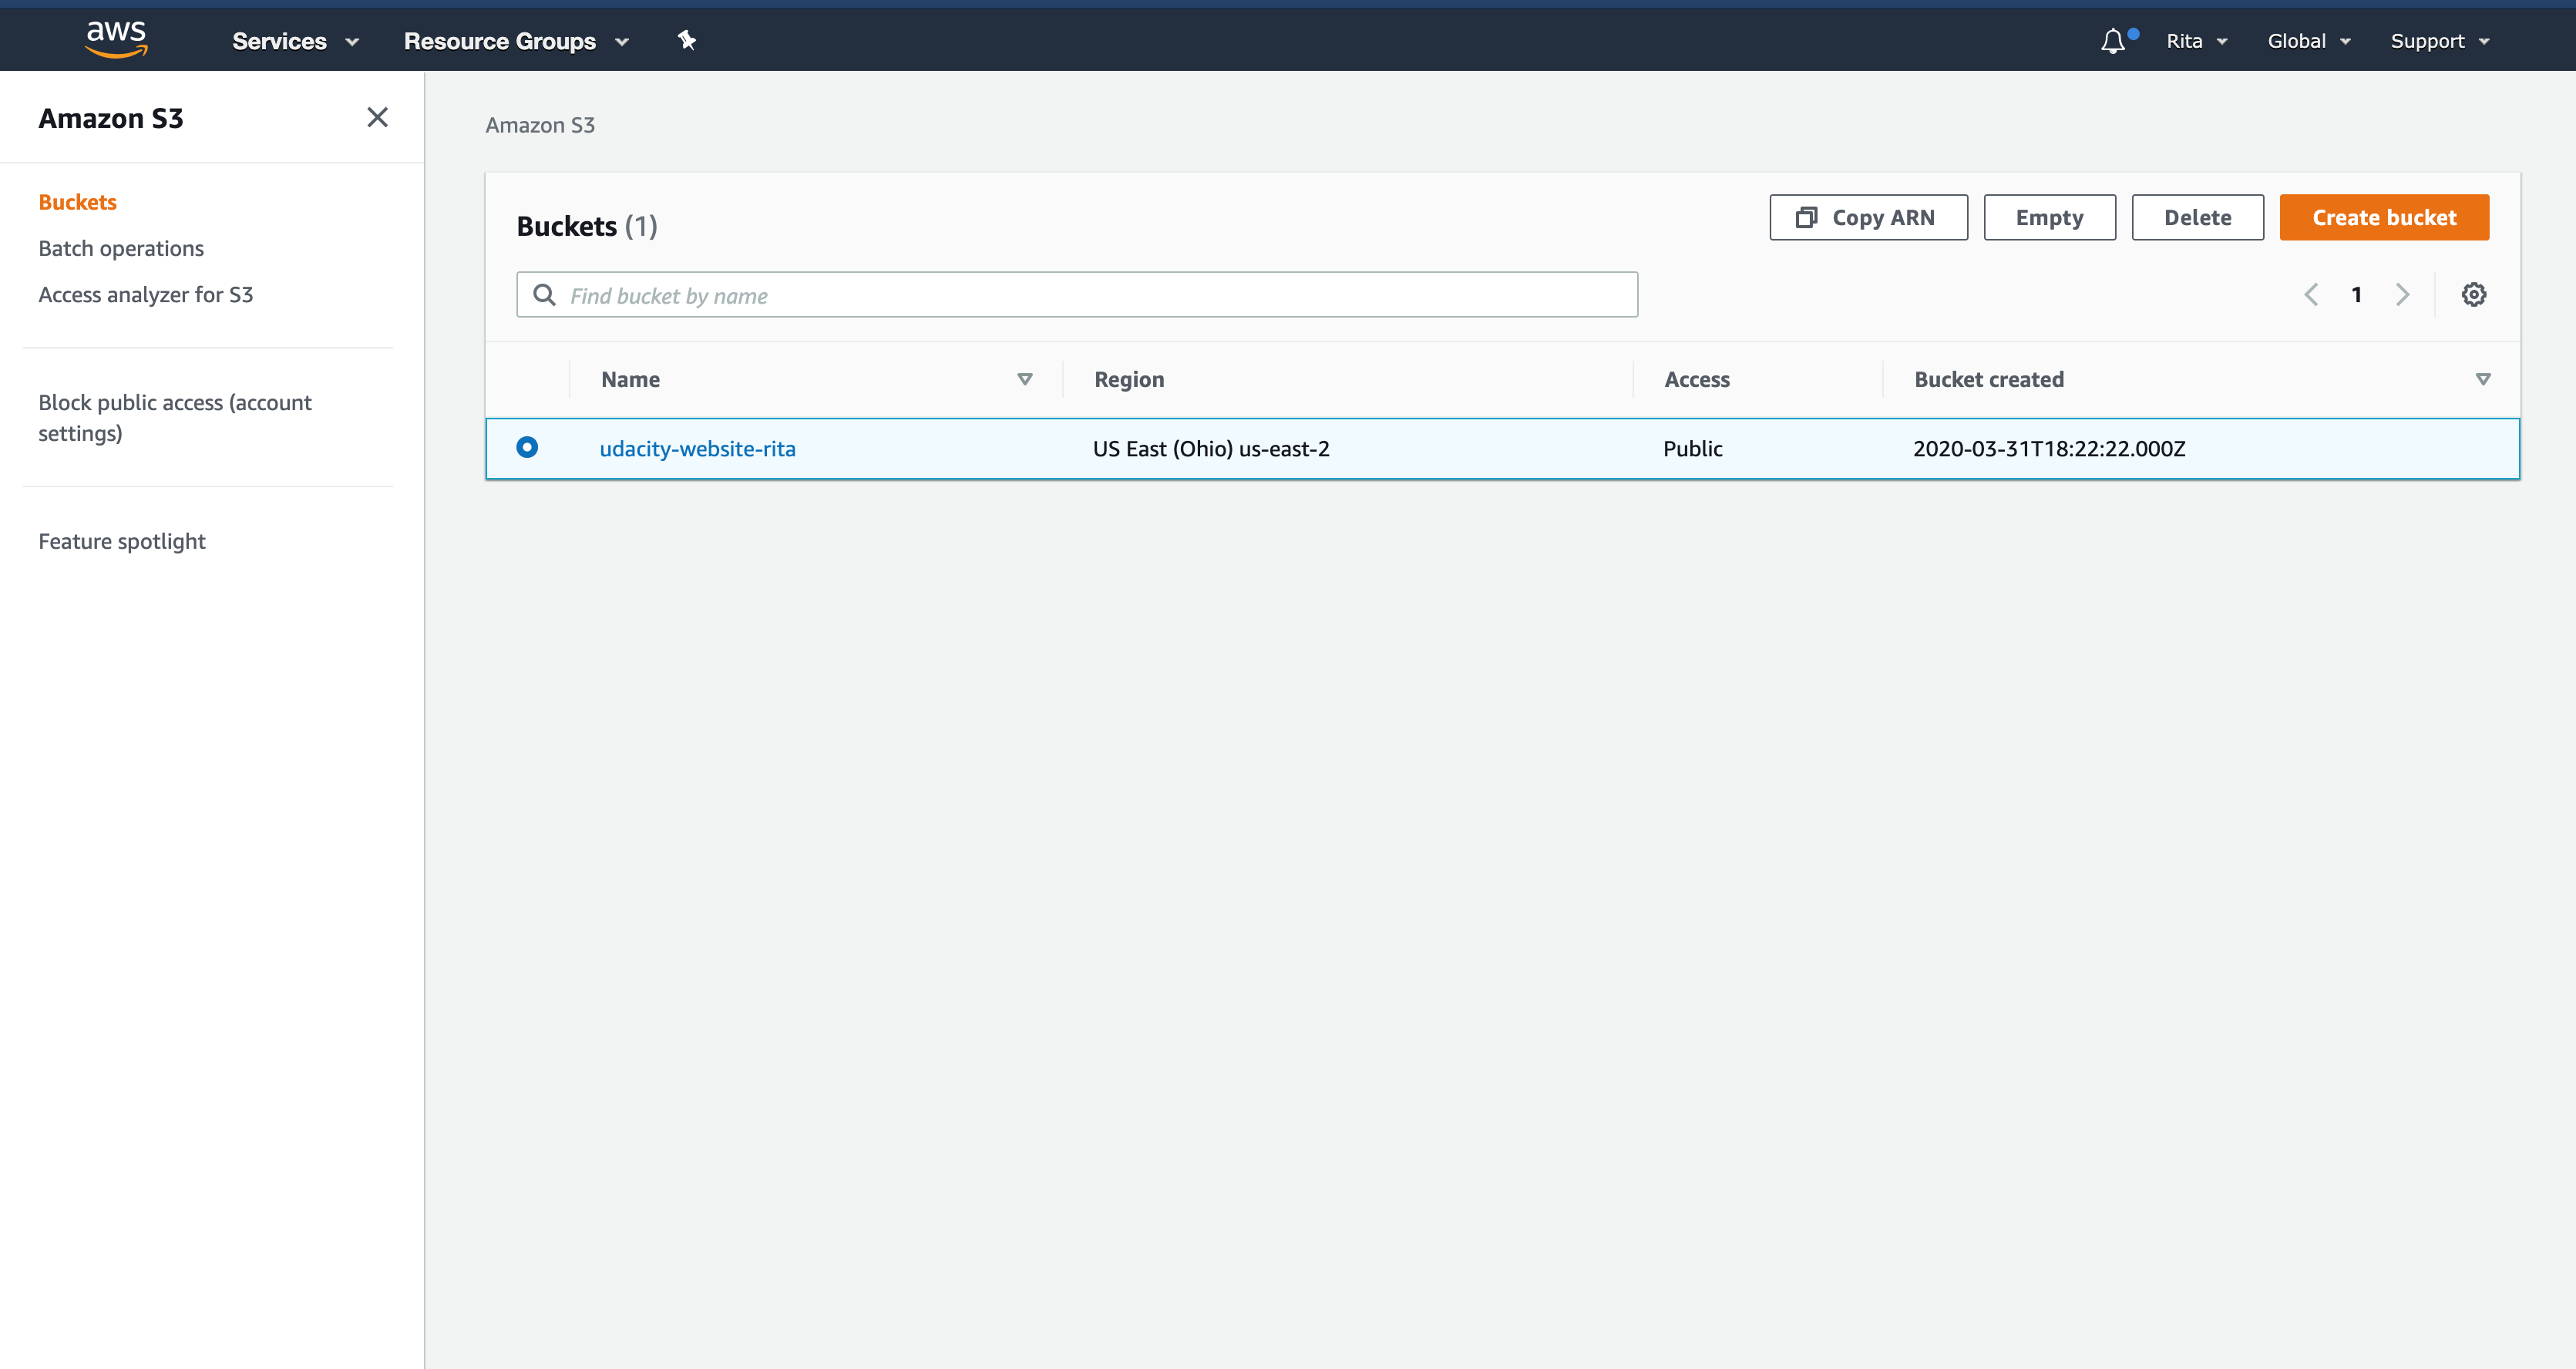 aws Services Resource Groups Rita Global Support
Amazon S3
Buckets
Batch operations
Access analyzer for S3
Block public access (account
settings)
Feature spotlight
Amazon S3
Buckets (1)
Copy ARN Empty Delete Create bucket
Find bucket by name
1
Name Region Access Bucket created
udacity-website-rita US East (Ohio) us-east-2 Public 2020-03-31T18:22:22.000Z